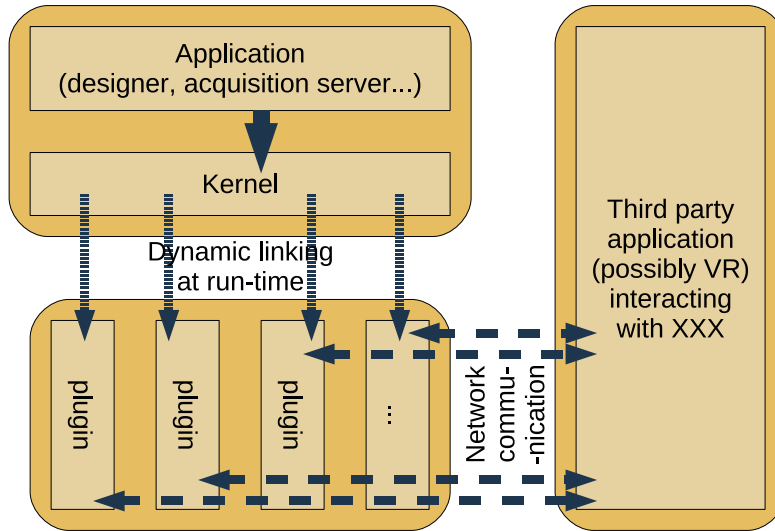 Application
(designer, acquisition server...)
Kernel
Dynamic linking
at run-time
plugin
plugin
plugin
...
Network
commu-
-nication
Third party
application
(possibly VR)
interacting
with XXX